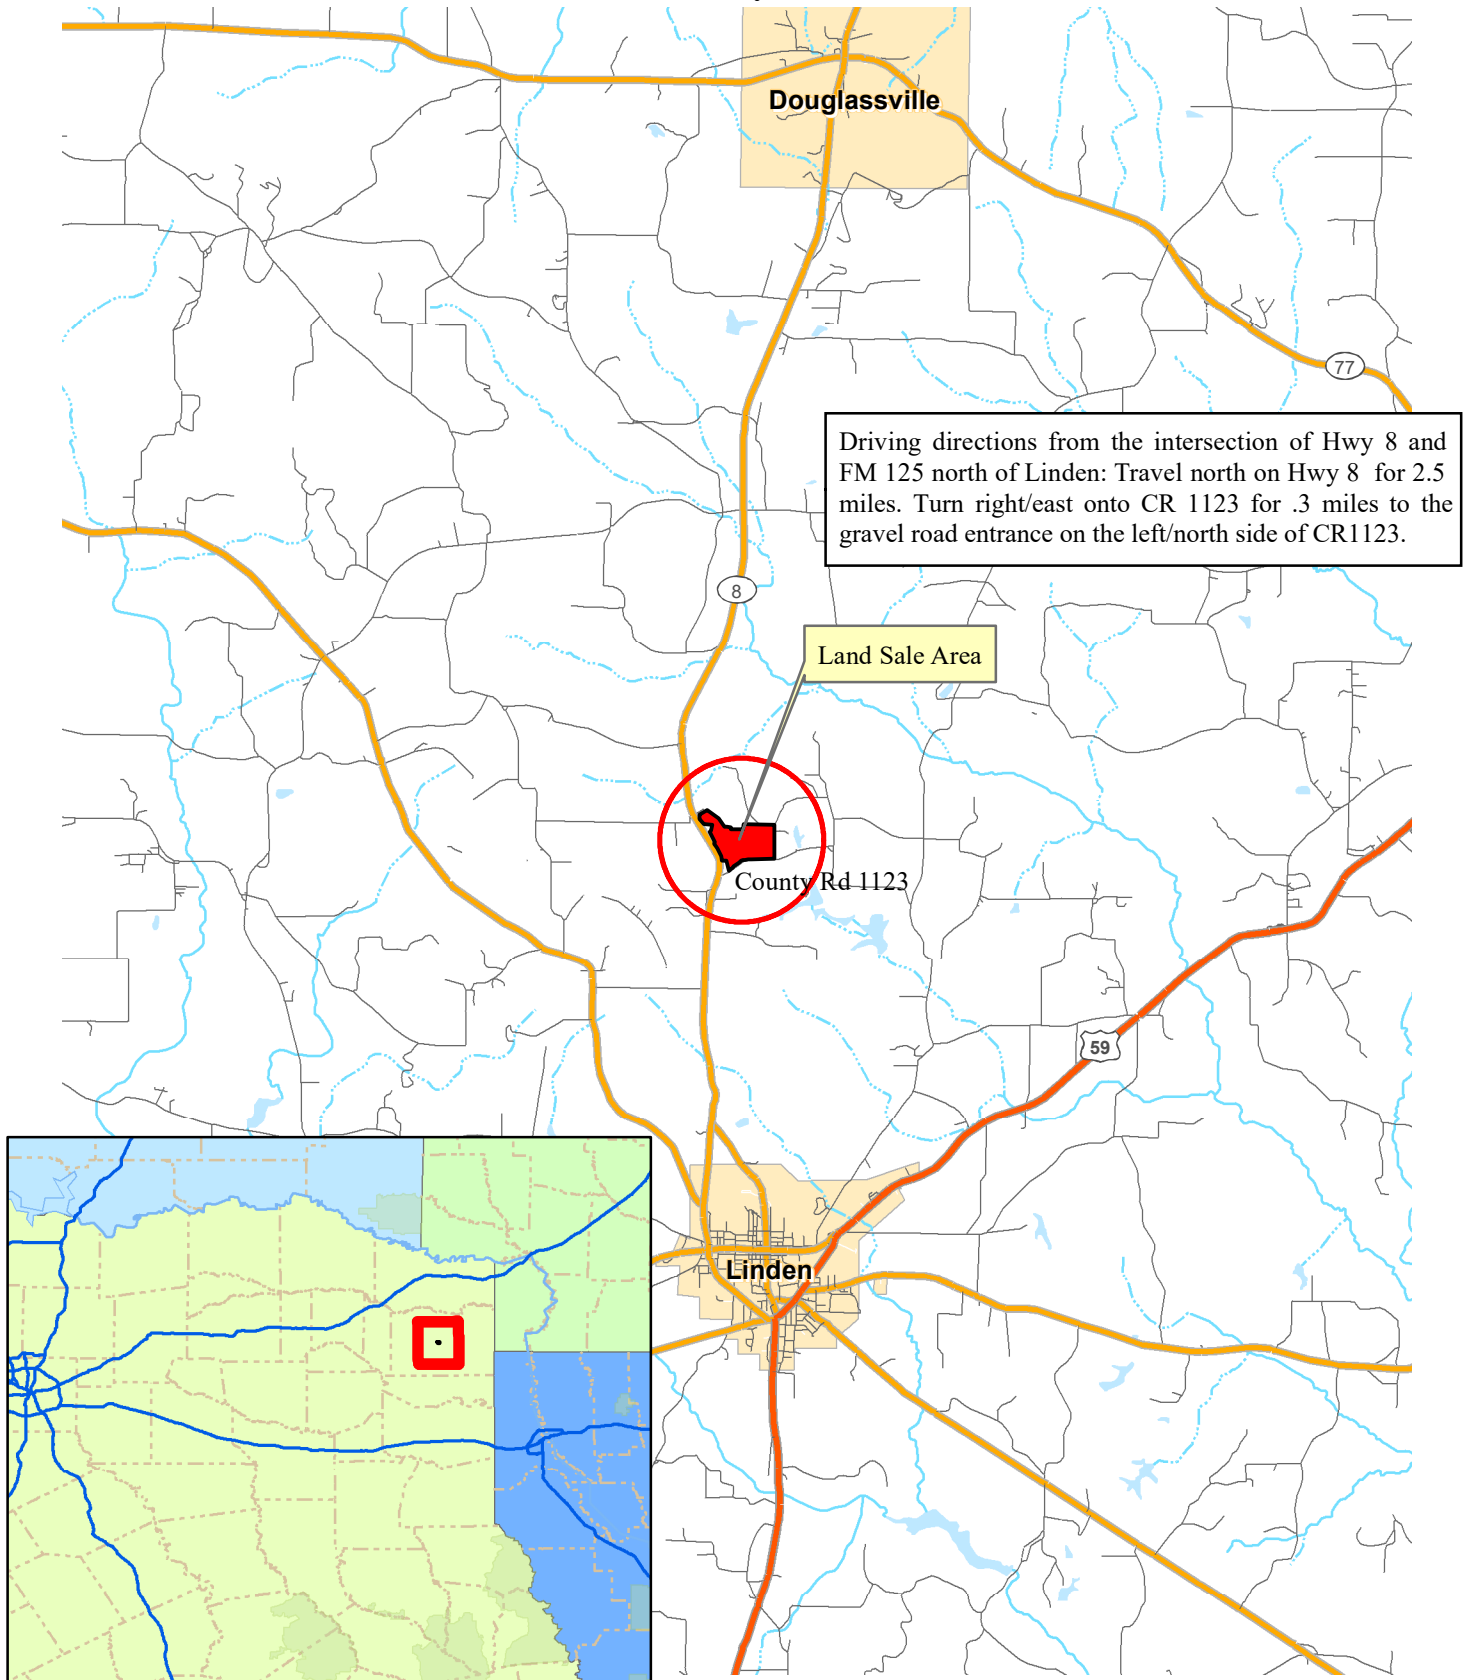 Douglassville
77
Driving directions from the intersection of Hwy 8 and
FM 125 north of Linden: Travel north on Hwy 8 for 2.5
miles. Turn right/east onto CR 1123 for .3 miles to the
gravel road entrance on the left/north side of CR1123.
8
Land Sale Area
County Rd 1123
59
Linden